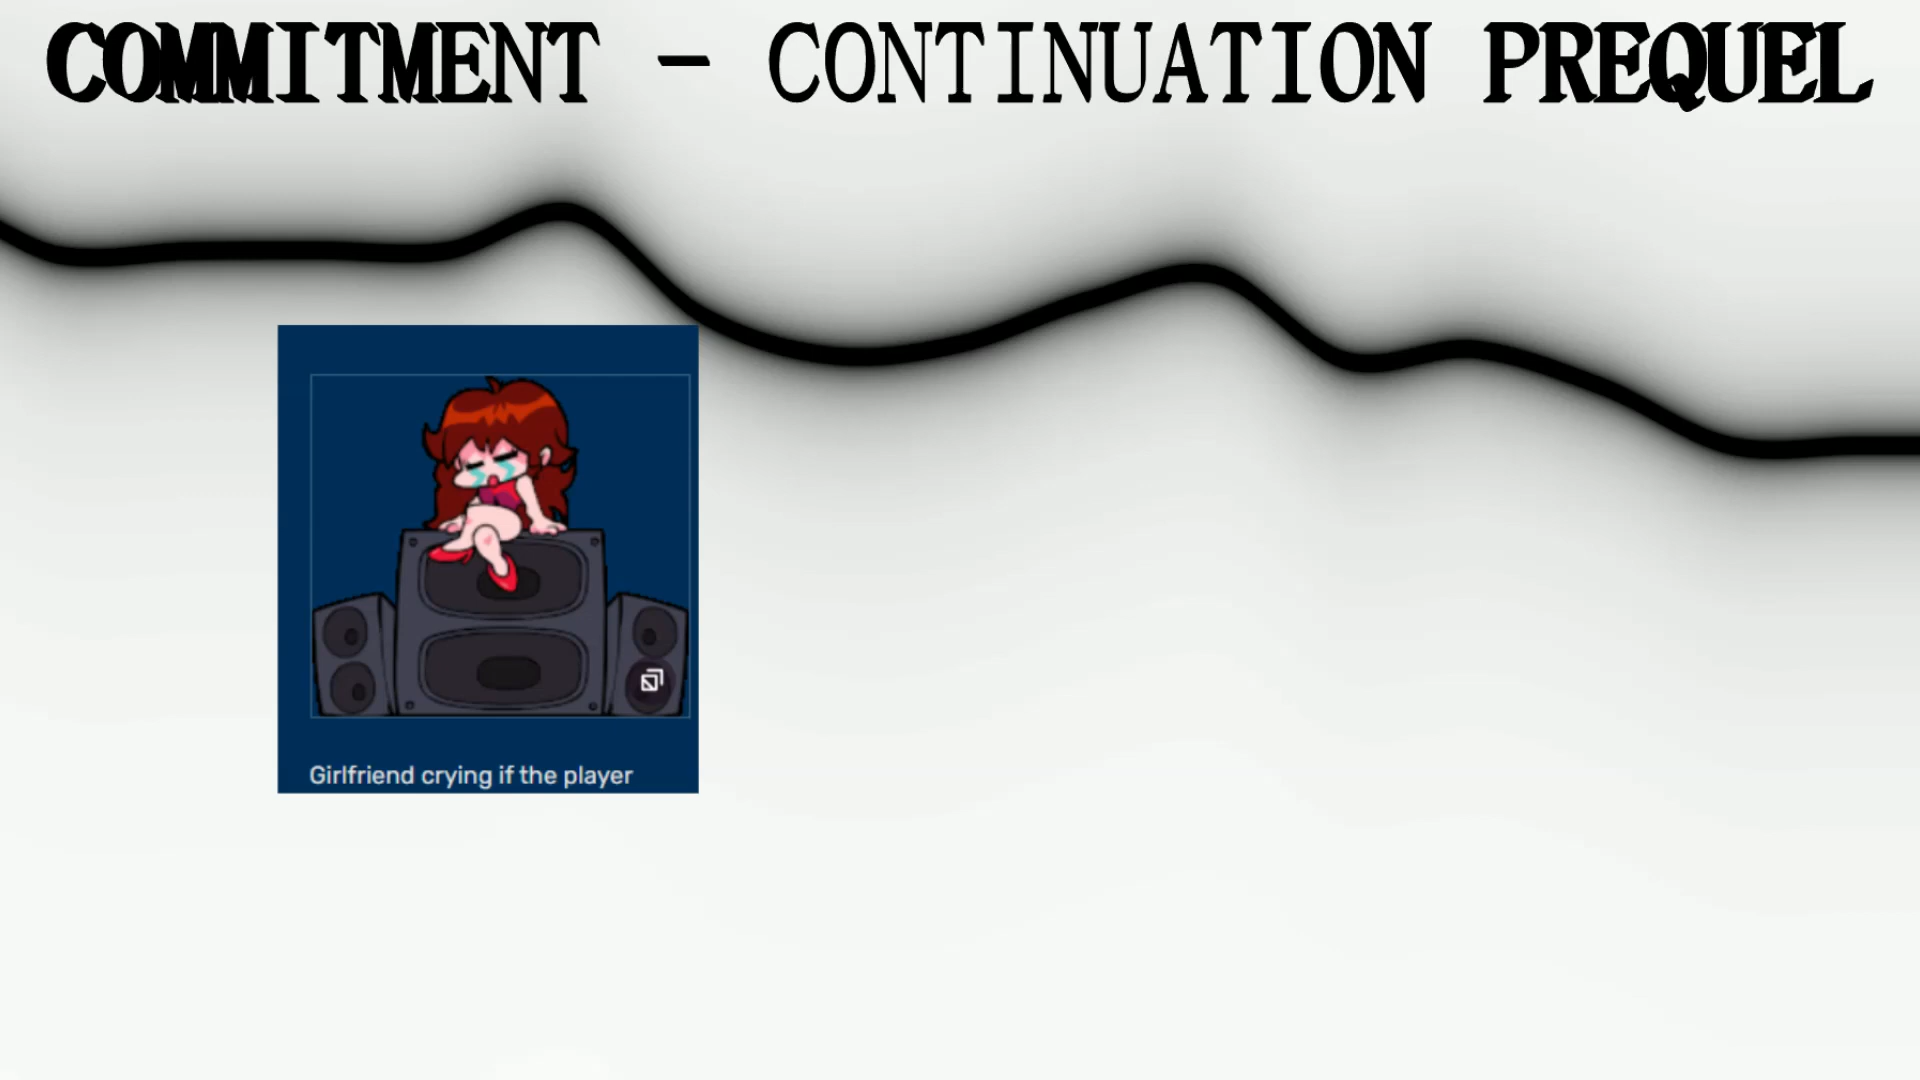 COMMITMENT - CONTINUATION PREQUEL
Girlfriend crying if the player